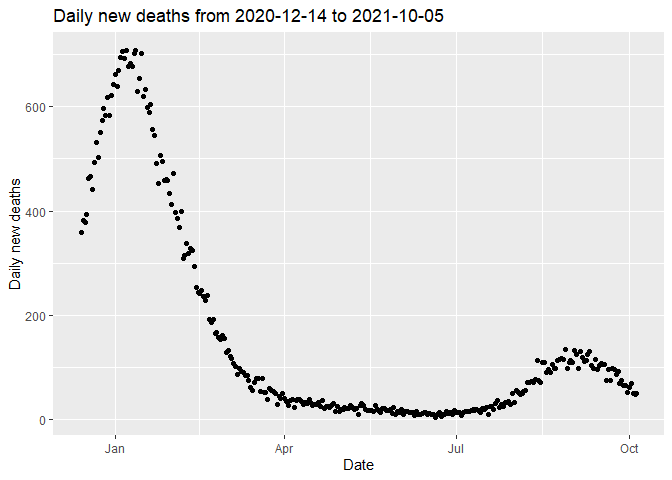 Daily new deaths from 2020-12-14 to 2021-10-05
Daily new deaths
600
400
200
0
Jan
Apr
Jul
Oct
Date